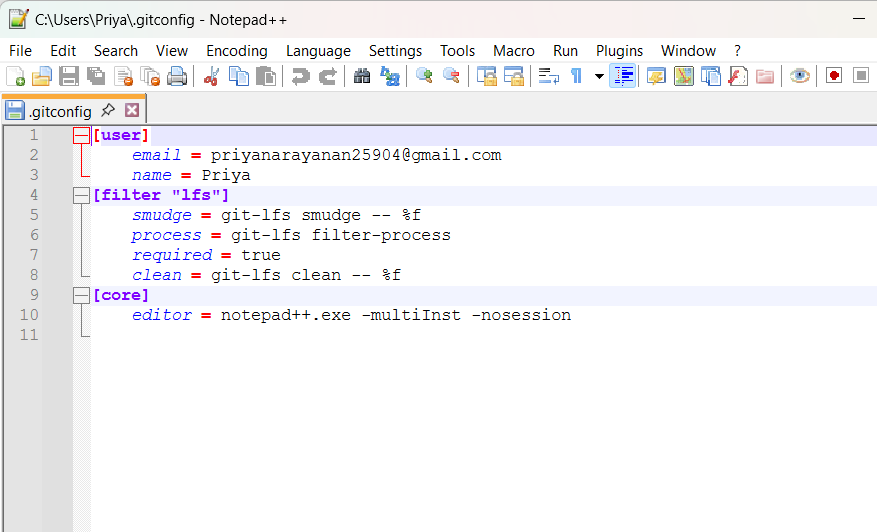 C:\Users\Priya\.gitconfig - Notepad++
File Edit Search View Encoding Language Settings Tools Macro Run Plugins Window ?
.gitconfig
1 [user]
2 email = priyanarayanan25904@gmail.com
3 name = Priya
4 [filter "lfs"]
5 smudge = git-lfs smudge -- %f
6 process = git-lfs filter-process
7 required = true
8 clean = git-lfs clean -- %f
9 [core]
10 editor = notepad++.exe -multiInst -nosession
11